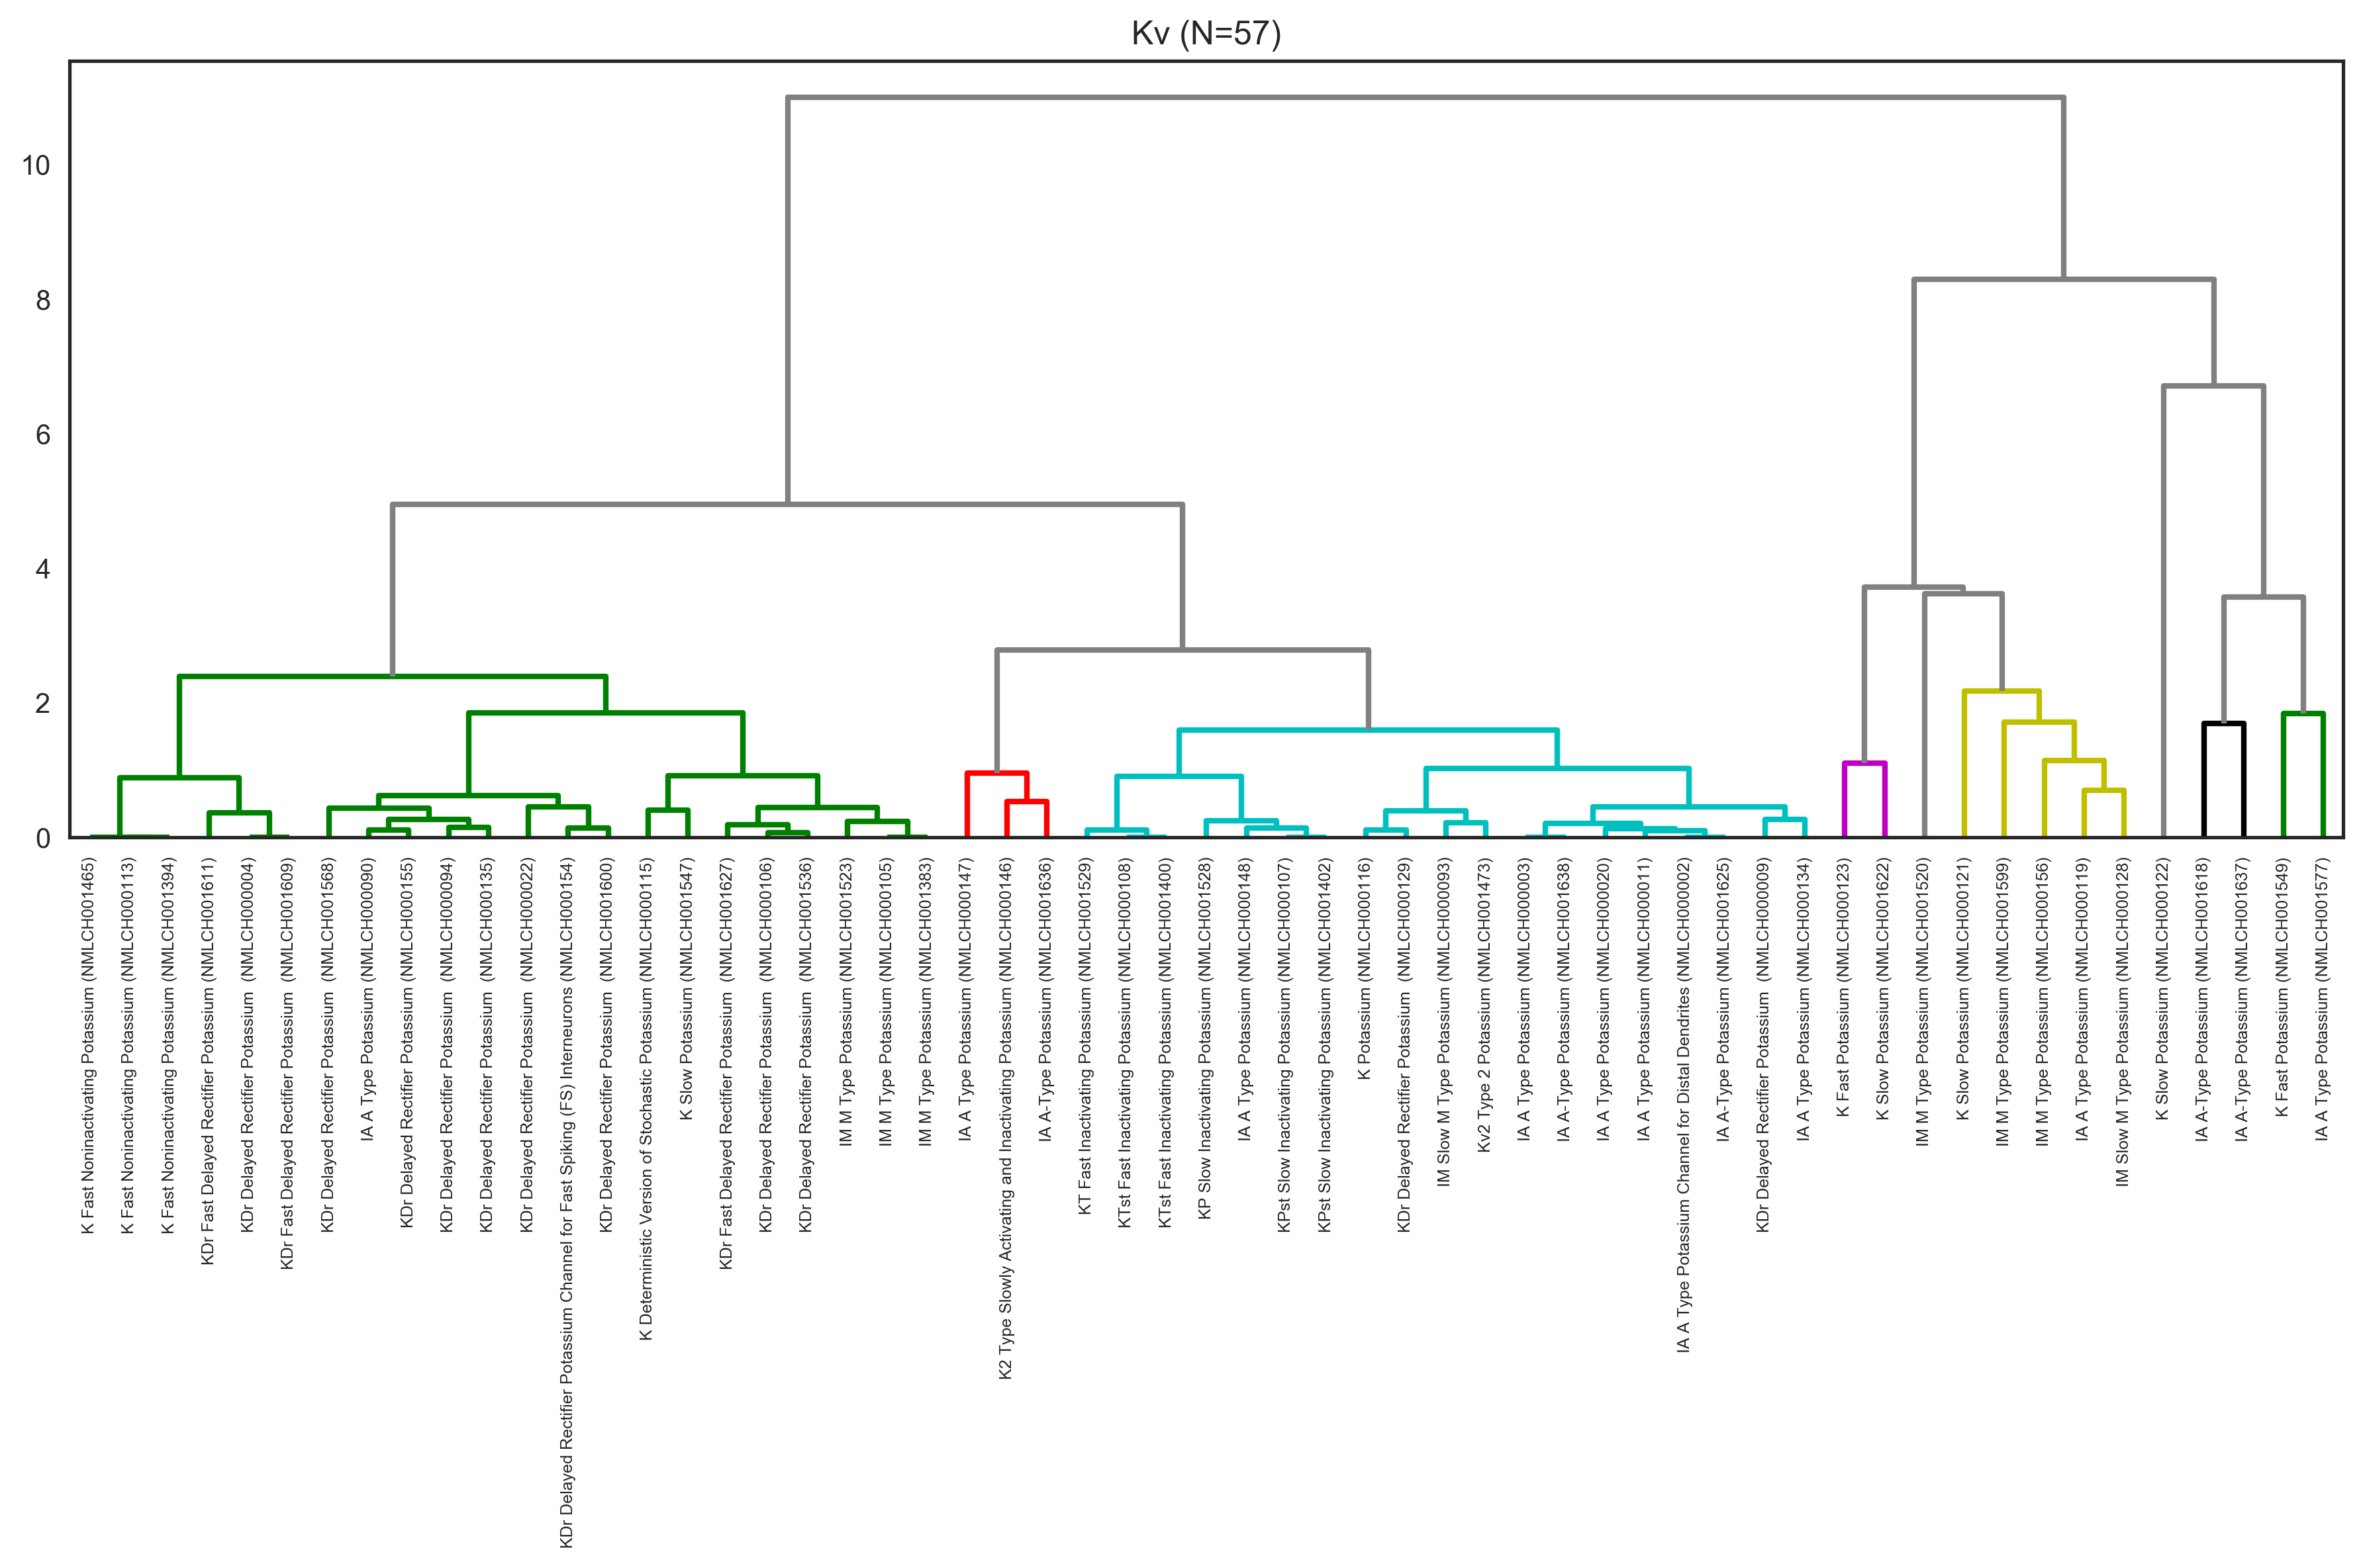 Kv (N=57)
10
8
6
4
2
0
K Fast Noninactivating Potassium (NMLCH001465)
K Fast Noninactivating Potassium (NMLCH000113)
K Fast Noninactivating Potassium (NMLCH001394)
KDr Fast Delayed Rectifier Potassium (NMLCH001611)
KDr Delayed Rectifier Potassium  (NMLCH000004)
KDr Fast Delayed Rectifier Potassium  (NMLCH001609)
KDr Delayed Rectifier Potassium  (NMLCH001568)
IA A Type Potassium (NMLCH000090)
KDr Delayed Rectifier Potassium (NMLCH000155)
KDr Delayed Rectifier Potassium  (NMLCH000094)
KDr Delayed Rectifier Potassium  (NMLCH000135)
KDr Delayed Rectifier Potassium  (NMLCH000022)
KDr Delayed Rectifier Potassium Channel for Fast Spiking (FS) Interneurons (NMLCH000154)
KDr Delayed Rectifier Potassium  (NMLCH001600)
K Deterministic Version of Stochastic Potassium (NMLCH000115)
K Slow Potassium (NMLCH001547)
KDr Fast Delayed Rectifier Potassium  (NMLCH001627)
KDr Delayed Rectifier Potassium  (NMLCH000106)
KDr Delayed Rectifier Potassium  (NMLCH001536)
IM M Type Potassium (NMLCH001523)
IM M Type Potassium (NMLCH000105)
IM M Type Potassium (NMLCH001383)
IA A Type Potassium (NMLCH000147)
K2 Type Slowly Activating and Inactivating Potassium (NMLCH000146)
IA A-Type Potassium (NMLCH001636)
KT Fast Inactivating Potassium (NMLCH001529)
KTst Fast Inactivating Potassium (NMLCH000108)
KTst Fast Inactivating Potassium (NMLCH001400)
KP Slow Inactivating Potassium (NMLCH001528)
IA A Type Potassium (NMLCH000148)
KPst Slow Inactivating Potassium (NMLCH000107)
KPst Slow Inactivating Potassium (NMLCH001402)
K Potassium (NMLCH000116)
KDr Delayed Rectifier Potassium  (NMLCH000129)
IM Slow M Type Potassium (NMLCH000093)
Kv2 Type 2 Potassium (NMLCH001473)
IA A Type Potassium (NMLCH000003)
IA A-Type Potassium (NMLCH001638)
IA A Type Potassium (NMLCH000020)
IA A Type Potassium (NMLCH000011)
IA A Type Potassium Channel for Distal Dendrites (NMLCH000002)
IA A-Type Potassium (NMLCH001625)
KDr Delayed Rectifier Potassium  (NMLCH000009)
IA A Type Potassium (NMLCH000134)
K Fast Potassium (NMLCH000123)
K Slow Potassium (NMLCH001622)
IM M Type Potassium (NMLCH001520)
K Slow Potassium (NMLCH000121)
IM M Type Potassium (NMLCH001599)
IM M Type Potassium (NMLCH000156)
IA A Type Potassium (NMLCH000119)
IM Slow M Type Potassium (NMLCH000128)
K Slow Potassium (NMLCH000122)
IA A-Type Potassium (NMLCH001618)
IA A-Type Potassium (NMLCH001637)
K Fast Potassium (NMLCH001549)
IA A Type Potassium (NMLCH001577)